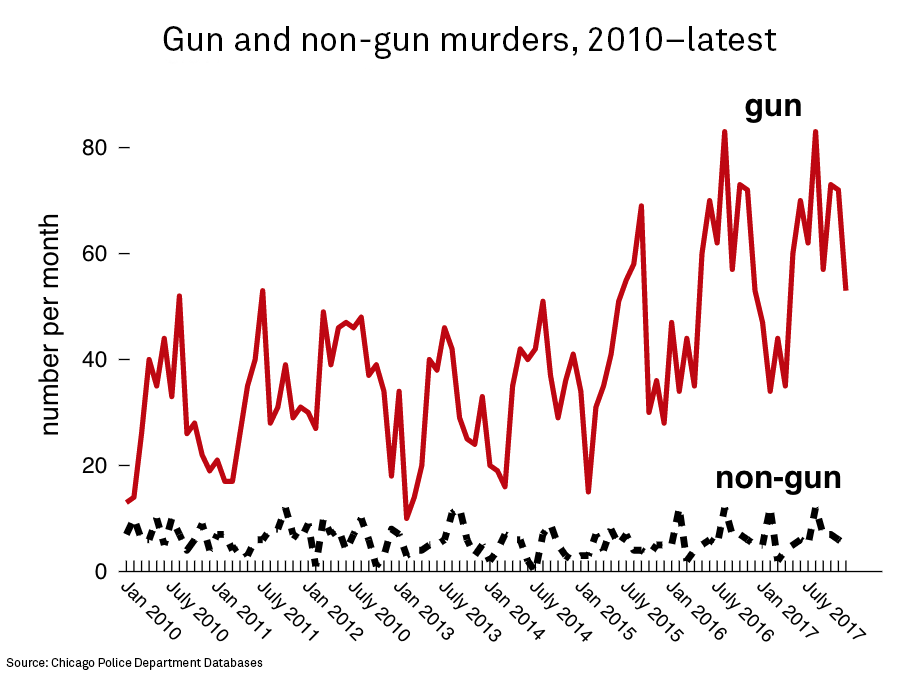 Gun and non-gun murders, 2010–latest
gun
80
60
number per month
40
20
non-gun
0
Jan 2010
July 2010
Jan 2011
July 2011
Jan 2012
July 2010
Jan 2013
July 2013
Jan 2014
July 2014
Jan 2015
July 2015
Jan 2016
July 2016
Jan 2017
July 2017
Source: Chicago Police Department Databases